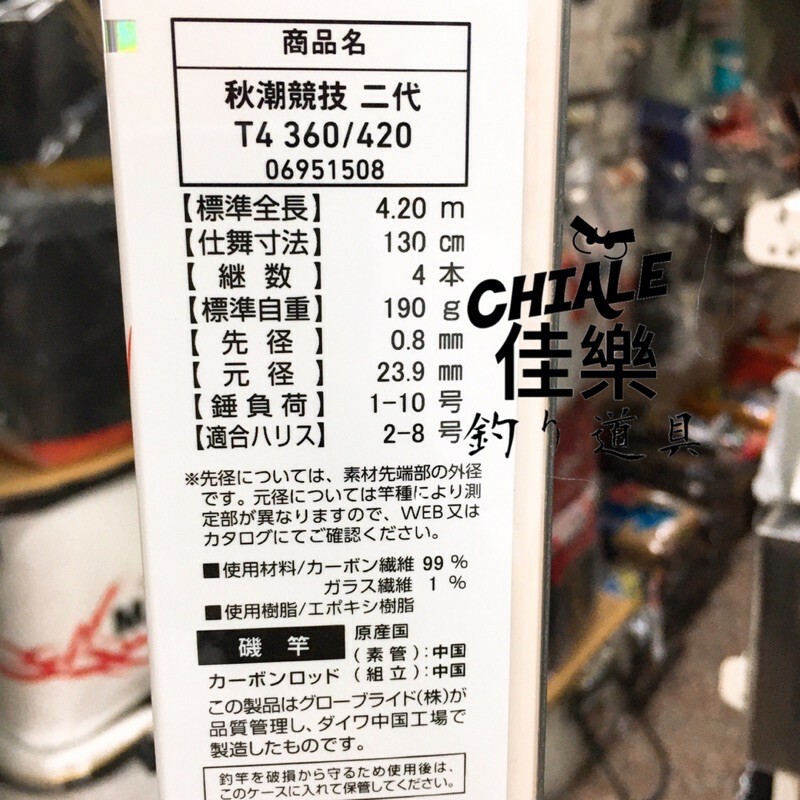 商品名
秋潮競技 二代
T4 360/420
06951508
【標準全長】 4.20 m
【仕舞寸法】 130 cm
【継数】 4 本
【標準自重】 190 g
【先径】 0.8 mm
【元径】 23.9 mm
【錘負荷】 1-10 号
【適合ハリス】 2-8 号
※先径については、素材先端部の外径
です。元径については竿種により測
定部が異なりますので、WEB又は
カタログにてご確認ください。
■使用材料/カーボン繊維 99 %
ガラス繊維 1 %
■使用樹脂/エポキシ樹脂
磯 竿
カーボンロッド
原産国
(素管):中国
(組立):中国
この製品はグローブライド(株)が
品質管理し、ダイワ中国工場で
製造したものです。
釣竿を破損から守るため使用後は、
このケースに入れて保管してください。
CHIALE
佳樂
釣り道具